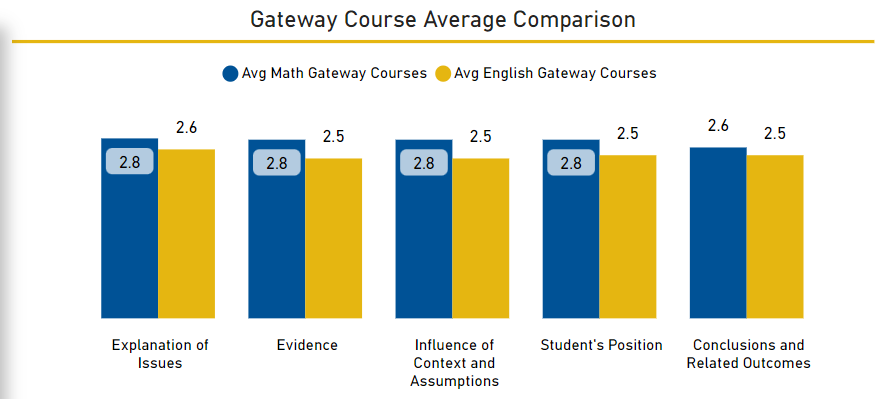 Gateway Course Average Comparison
Avg Math Gateway Courses Avg English Gateway Courses
2.8 2.6
2.8 2.5
2.8 2.5
2.8 2.5
2.6 2.5
Explanation of
Issues
Evidence
Influence of
Context and
Assumptions
Student's Position
Conclusions and
Related Outcomes